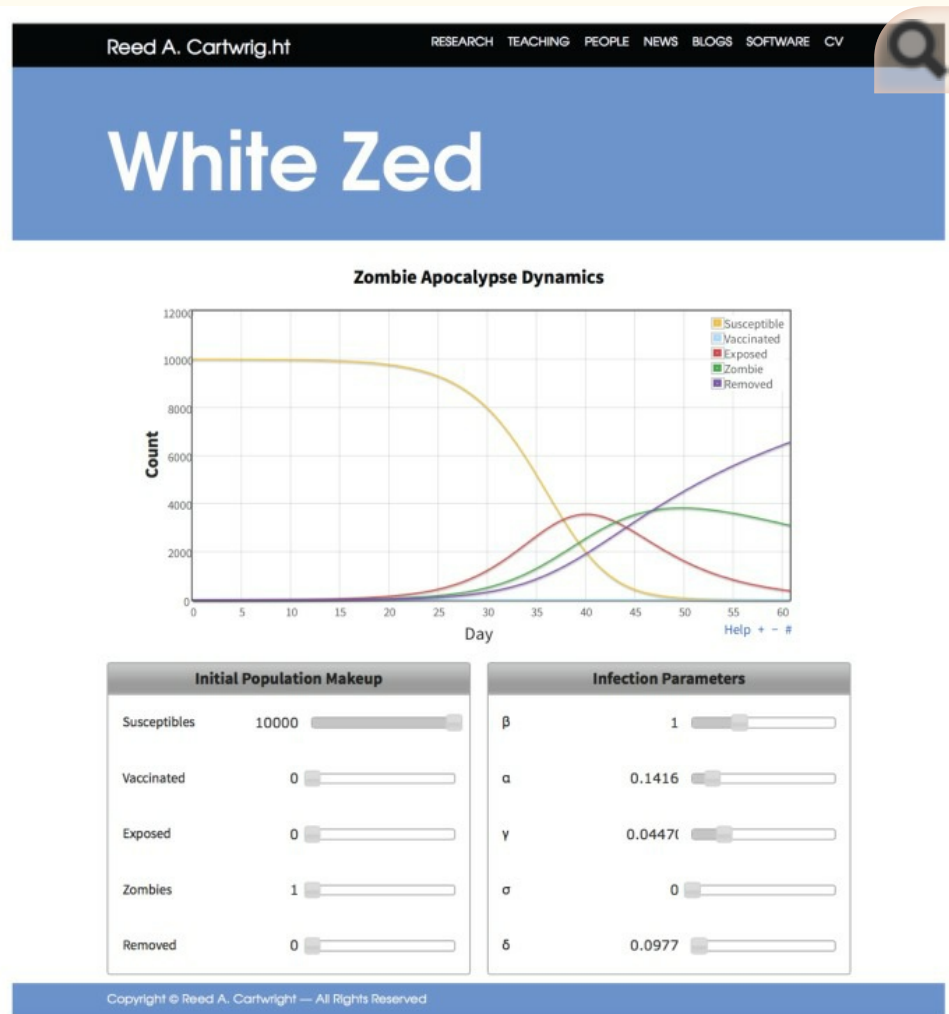 Reed A. Cartwrig.ht RESEARCH TEACHING PEOPLE NEWS BLOGS SOFTWARE CV
White Zed
Zombie Apocalypse Dynamics
12000
10000
8000
6000
4000
2000
0
Count
Susceptible
Vaccinated
Exposed
Zombie
Removed
0 5 10 15 20 25 30 35 40 45 50 55 60
Day
Help + − #
Initial Population Makeup
Susceptibles 10000
Vaccinated 0
Exposed 0
Zombies 1
Removed 0
Infection Parameters
β 1
α 0.1416
γ 0.0447(
σ 0
δ 0.0977
Copyright © Reed A. Cartwright — All Rights Reserved